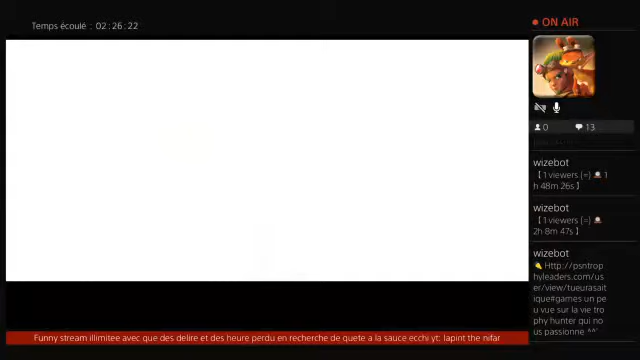 Temps écoulé : 02:26:22
ON AIR
0 13
wizebot
【 1 viewers (=) 1
h 48m 26s 】
wizebot
【 1 viewers (=)
2h 8m 47s 】
wizebot
Http://psntrop
hyleaders.com/us
er/view/tueurasait
ique#games un pe
u vue sur la vie tro
phy hunter qui no
us passionne ^^'
Funny stream illimitee avec que des delire et des heure perdu en recherche de quete a la sauce ecchi yt: lapint the nifar